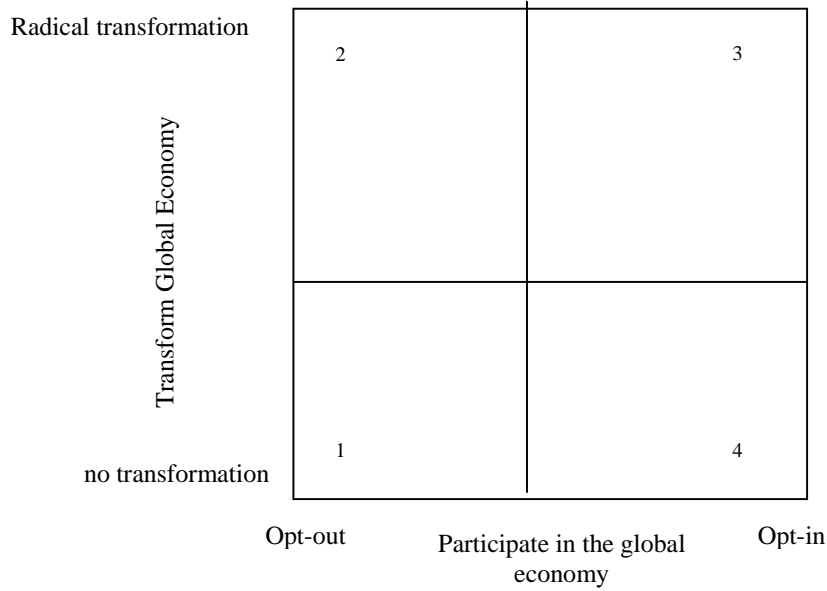 Radical transformation
2
3
Transform Global Economy
1
4
no transformation
Opt-out
Participate in the global
economy
Opt-in